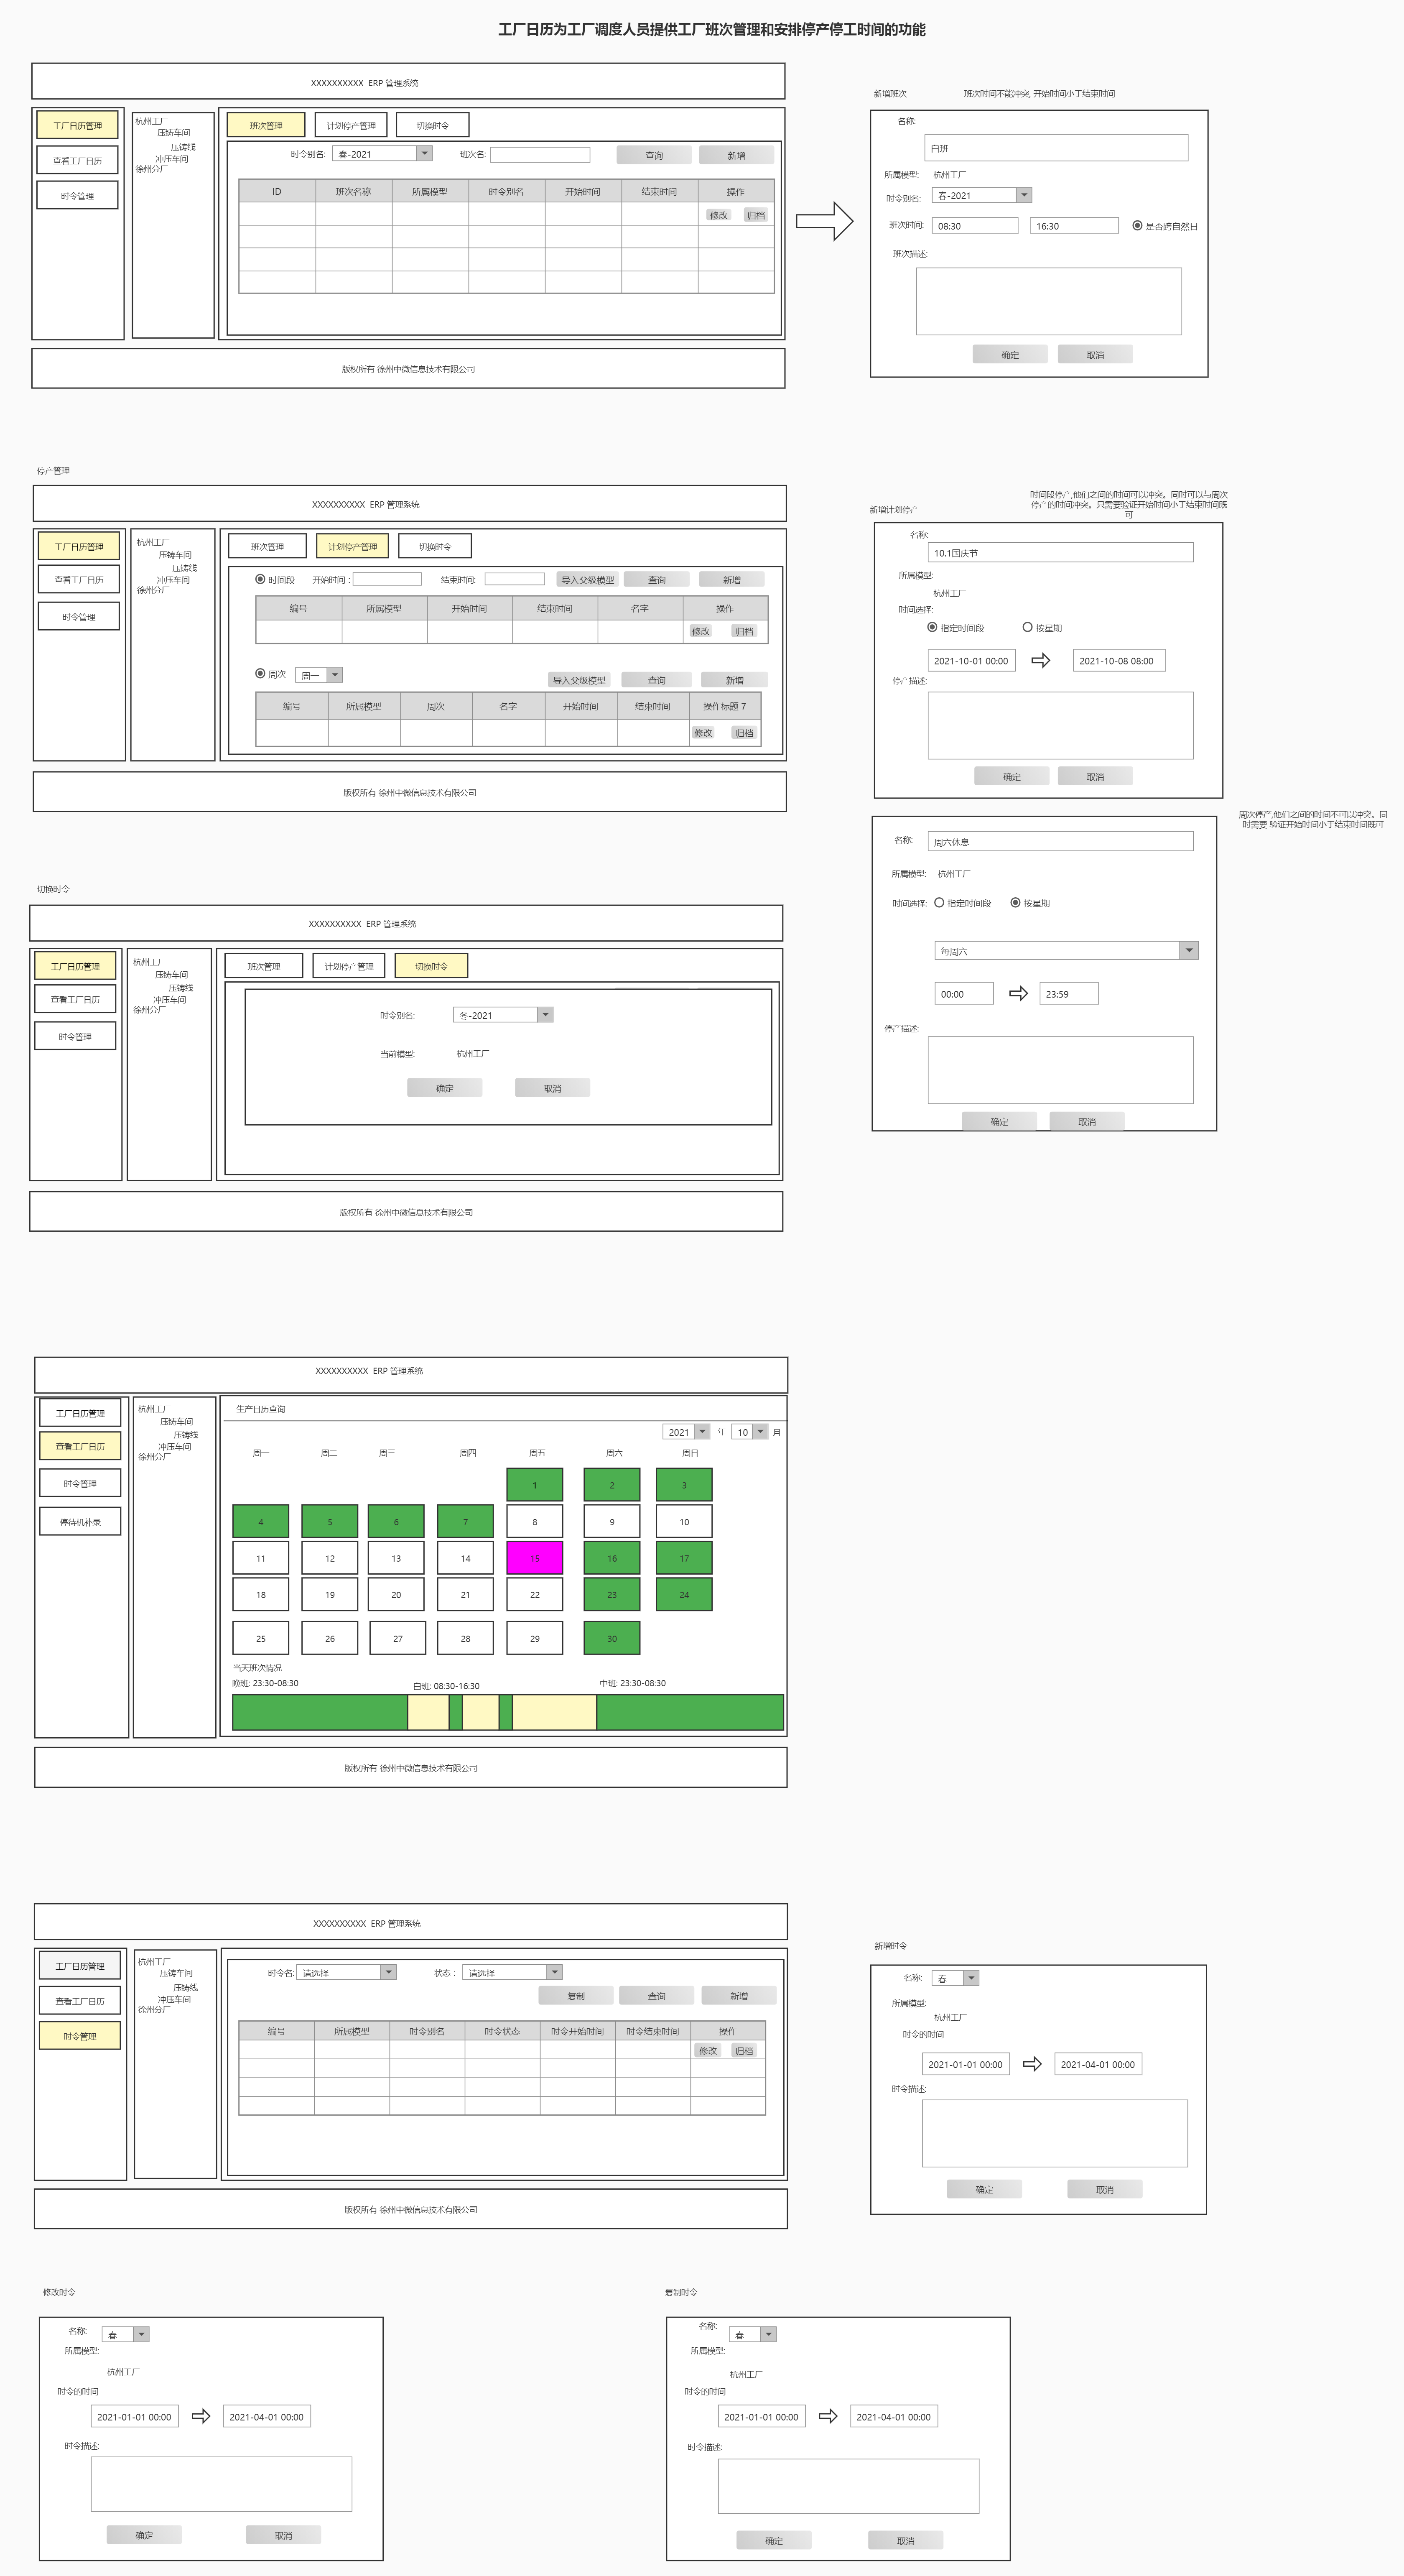 工厂日历为工厂调度人员提供工厂班次管理和安排停产停工时间的功能
XXXXXXXXXX ERP 管理系统
工厂日历管理
查看工厂日历
时令管理
杭州工厂
压铸车间
压铸线
冲压车间
徐州分厂
班次管理 计划停产管理 切换时令
时令别名: 春-2021 班次名: 查询 新增
ID 班次名称 所属模型 时令别名 开始时间 结束时间 操作
修改 归档
版权所有 徐州中微信息技术有限公司
新增班次 班次时间不能冲突, 开始时间小于结束时间
名称:
白班
所属模型: 杭州工厂
时令别名: 春-2021
班次时间: 08:30 16:30 是否跨自然日
班次描述:
确定 取消
停产管理
XXXXXXXXXX ERP 管理系统
工厂日历管理
查看工厂日历
时令管理
杭州工厂
压铸车间
压铸线
冲压车间
徐州分厂
班次管理 计划停产管理 切换时令
时间段 开始时间 : 结束时间: 导入父级模型 查询 新增
编号 所属模型 开始时间 结束时间 名字 操作
修改 归档
周次 周一 导入父级模型 查询 新增
编号 所属模型 周次 名字 开始时间 结束时间 操作标题 7
修改 归档
版权所有 徐州中微信息技术有限公司
时间段停产,他们之间的时间可以冲突。同时可以与周次
停产的时间冲突。只需要验证开始时间小于结束时间既
可
新增计划停产
名称:
10.1国庆节
所属模型:
杭州工厂
时间选择:
指定时间段 按星期
2021-10-01 00:00 2021-10-08 08:00
停产描述:
确定 取消
周次停产,他们之间的时间不可以冲突。同
时需要 验证开始时间小于结束时间既可
名称: 周六休息
所属模型: 杭州工厂
时间选择: 指定时间段 按星期
每周六
00:00 23:59
停产描述:
确定 取消
切换时令
XXXXXXXXXX ERP 管理系统
工厂日历管理
查看工厂日历
时令管理
杭州工厂
压铸车间
压铸线
冲压车间
徐州分厂
班次管理 计划停产管理 切换时令
时令别名: 冬-2021
当前模型: 杭州工厂
确定 取消
版权所有 徐州中微信息技术有限公司
XXXXXXXXXX ERP 管理系统
工厂日历管理
查看工厂日历
时令管理
停待机补录
杭州工厂
压铸车间
压铸线
冲压车间
徐州分厂
生产日历查询
2021 年 10 月
周一 周二 周三 周四 周五 周六 周日
1 2 3
4 5 6 7 8 9 10
11 12 13 14 15 16 17
18 19 20 21 22 23 24
25 26 27 28 29 30
当天班次情况
晚班: 23:30-08:30 白班: 08:30-16:30 中班: 23:30-08:30
版权所有 徐州中微信息技术有限公司
XXXXXXXXXX ERP 管理系统
工厂日历管理
查看工厂日历
时令管理
杭州工厂
压铸车间
压铸线
冲压车间
徐州分厂
时令名: 请选择 状态 : 请选择
复制 查询 新增
编号 所属模型 时令别名 时令状态 时令开始时间 时令结束时间 操作
修改 归档
版权所有 徐州中微信息技术有限公司
新增时令
名称: 春
所属模型:
杭州工厂
时令的时间
2021-01-01 00:00 2021-04-01 00:00
时令描述:
确定 取消
修改时令
名称: 春
所属模型:
杭州工厂
时令的时间
2021-01-01 00:00 2021-04-01 00:00
时令描述:
确定 取消
复制时令
名称: 春
所属模型:
杭州工厂
时令的时间
2021-01-01 00:00 2021-04-01 00:00
时令描述:
确定 取消